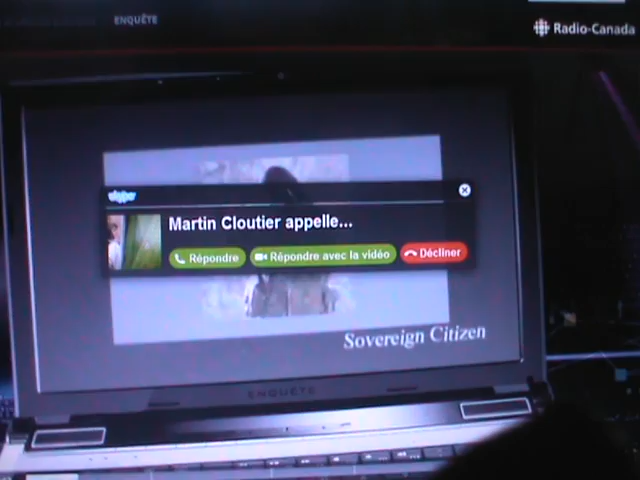 ENQUÊTE
Radio-Canada
skype
Martin Cloutier appelle...
Répondre
Répondre avec la vidéo
Décliner
Sovereign Citizen
ENQUÊTE